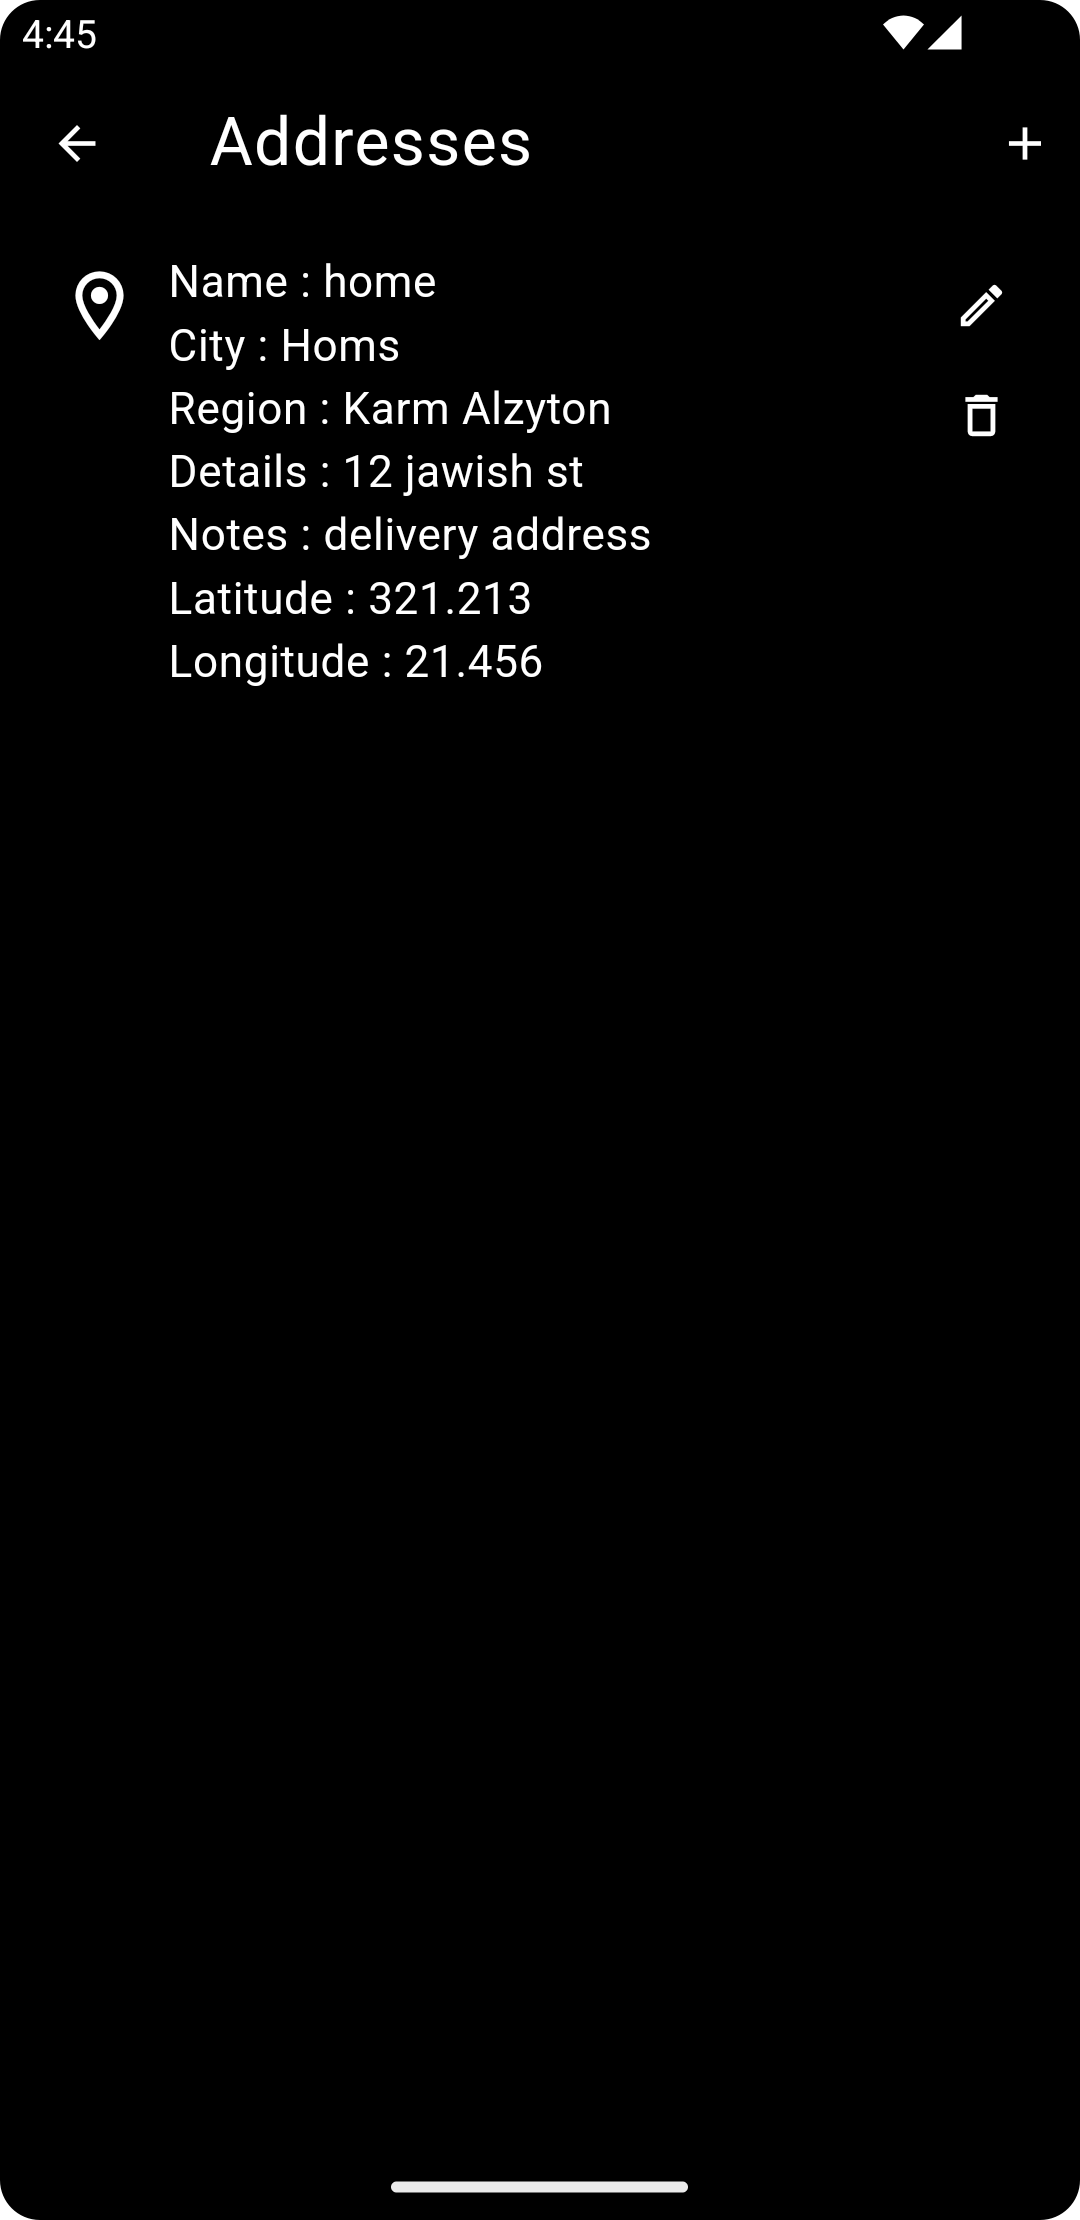 4:45
Addresses
Name : home
City : Homs
Region : Karm Alzyton
Details : 12 jawish st
Notes : delivery address
Latitude : 321.213
Longitude : 21.456